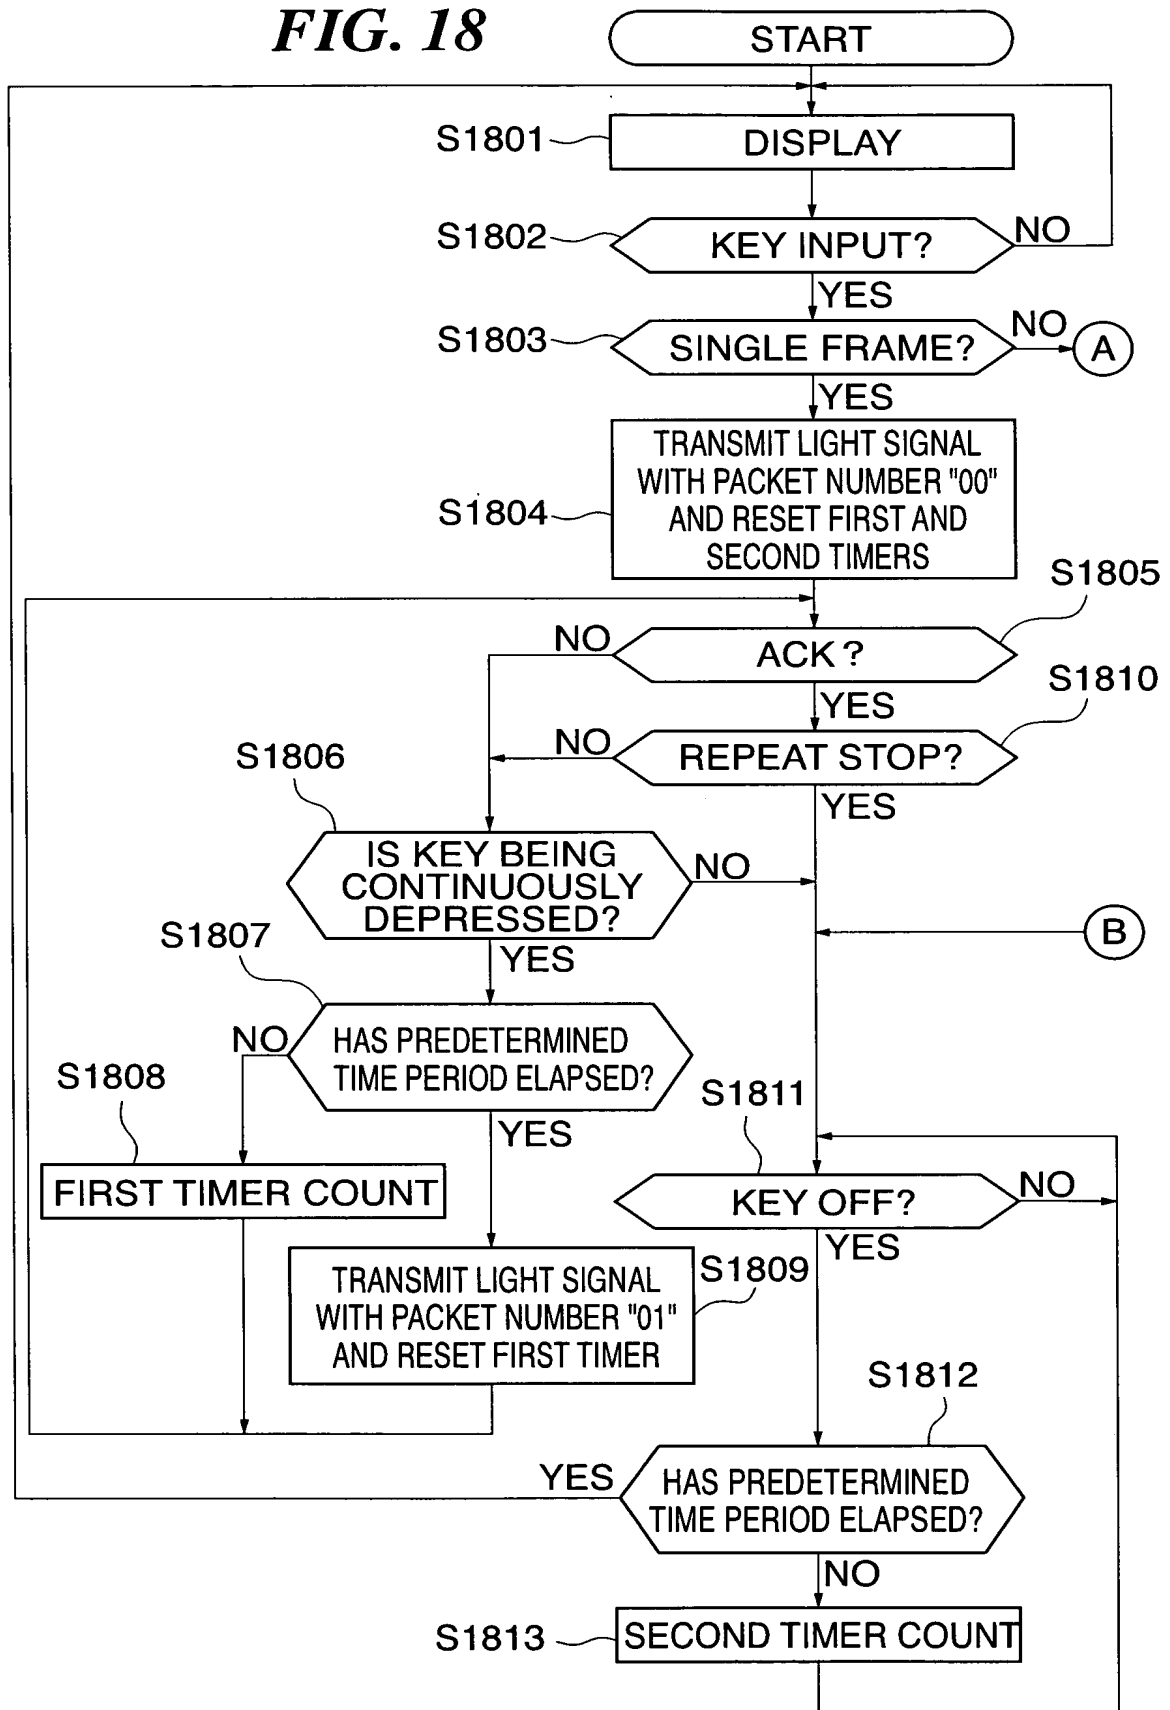 FIG. 18
START
S1801
DISPLAY
S1802
KEY INPUT?
NO
YES
S1803
SINGLE FRAME?
NO
A
YES
S1804
TRANSMIT LIGHT SIGNAL
WITH PACKET NUMBER "00"
AND RESET FIRST AND
SECOND TIMERS
S1805
NO
ACK?
YES
S1810
NO
REPEAT STOP?
YES
S1806
IS KEY BEING
CONTINUOUSLY
DEPRESSED?
NO
B
YES
S1807
NO
HAS PREDETERMINED
TIME PERIOD ELAPSED?
YES
S1808
FIRST TIMER COUNT
S1811
KEY OFF?
NO
YES
S1809
TRANSMIT LIGHT SIGNAL
WITH PACKET NUMBER "01"
AND RESET FIRST TIMER
S1812
YES
HAS PREDETERMINED
TIME PERIOD ELAPSED?
NO
S1813
SECOND TIMER COUNT